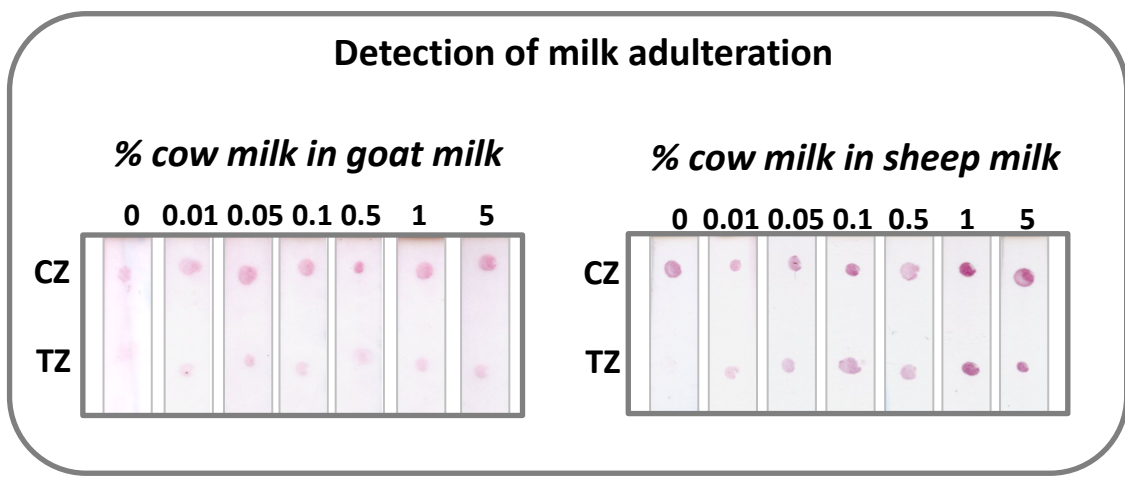 Detection of milk adulteration
% cow milk in goat milk
0 0.01 0.05 0.1 0.5 1 5
CZ
TZ
% cow milk in sheep milk
0 0.01 0.05 0.1 0.5 1 5
CZ
TZ